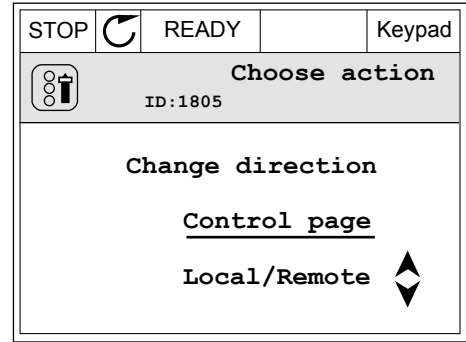 STOP READY Keypad
Choose action
ID:1805
Change direction
Control page
Local/Remote